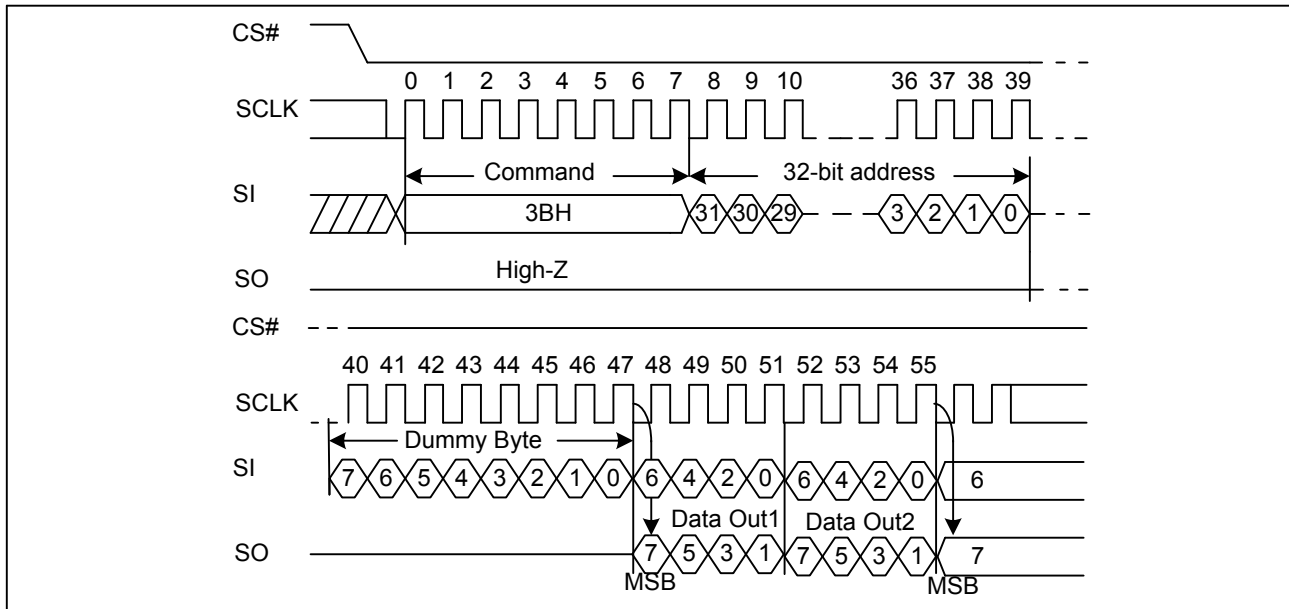 CS#
0 1 2 3 4 5 6 7 8 9 10 36 37 38 39
SCLK
Command 32-bit address
SI
3BH 31 30 29 3 2 1 0
High-Z
SO
CS#
40 41 42 43 44 45 46 47 48 49 50 51 52 53 54 55
SCLK
Dummy Byte
SI 7 6 5 4 3 2 1 0 6 4 2 0 6 4 2 0 6
Data Out1 Data Out2
SO 7 5 3 1 7 5 3 1 7
MSB MSB